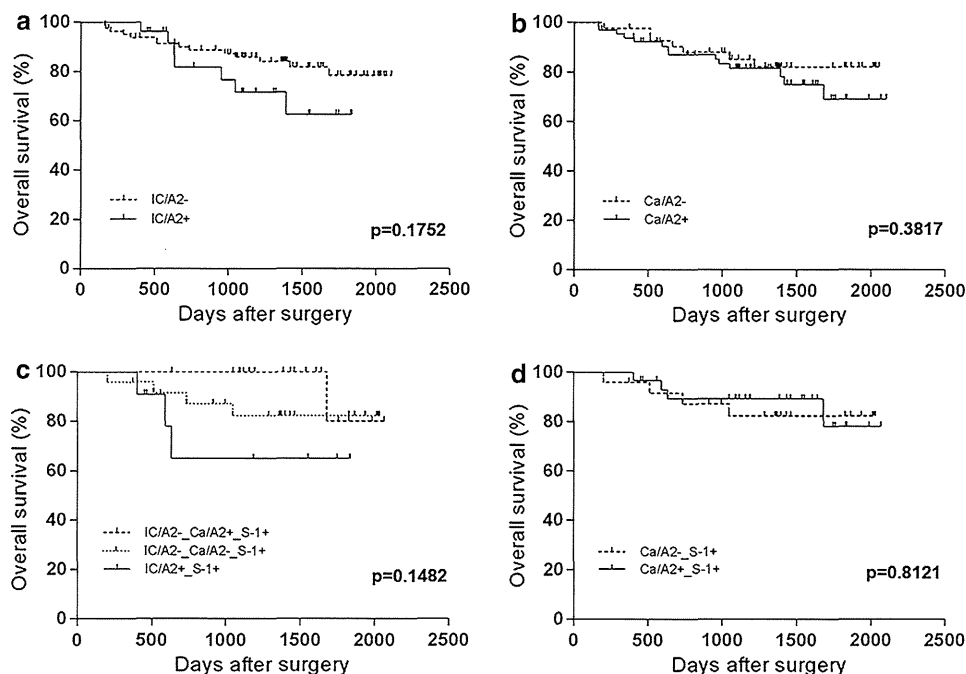 a
Overall survival (%)
100
80
60
40
20
0
IC/A2-
IC/A2+
p=0.1752
0 500 1000 1500 2000 2500
Days after surgery
b
Overall survival (%)
100
80
60
40
20
0
Ca/A2-
Ca/A2+
p=0.3817
0 500 1000 1500 2000 2500
Days after surgery
c
Overall survival (%)
100
80
60
40
20
0
IC/A2-_Ca/A2+_S-1+
IC/A2-_Ca/A2-_S-1+
IC/A2+_S-1+
p=0.1482
0 500 1000 1500 2000 2500
Days after surgery
d
Overall survival (%)
100
80
60
40
20
0
Ca/A2-_S-1+
Ca/A2+_S-1+
p=0.8121
0 500 1000 1500 2000 2500
Days after surgery